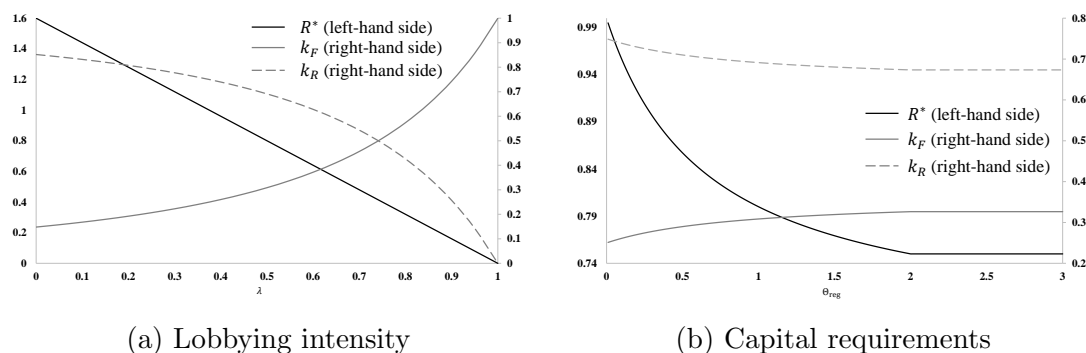 1.6
1.4
1.2
1
0.8
0.6
0.4
0.2
0
R* (left-hand side)
k_F (right-hand side)
k_R (right-hand side)
1
0.9
0.8
0.7
0.6
0.5
0.4
0.3
0.2
0.1
0
0 0.1 0.2 0.3 0.4 0.5 0.6 0.7 0.8 0.9 1
λ
(a) Lobbying intensity
0.99
0.94
0.89
0.84
0.79
0.74
R* (left-hand side)
k_F (right-hand side)
k_R (right-hand side)
0.8
0.7
0.6
0.5
0.4
0.3
0.2
0 0.5 1 1.5 2 2.5 3
Θreg
(b) Capital requirements